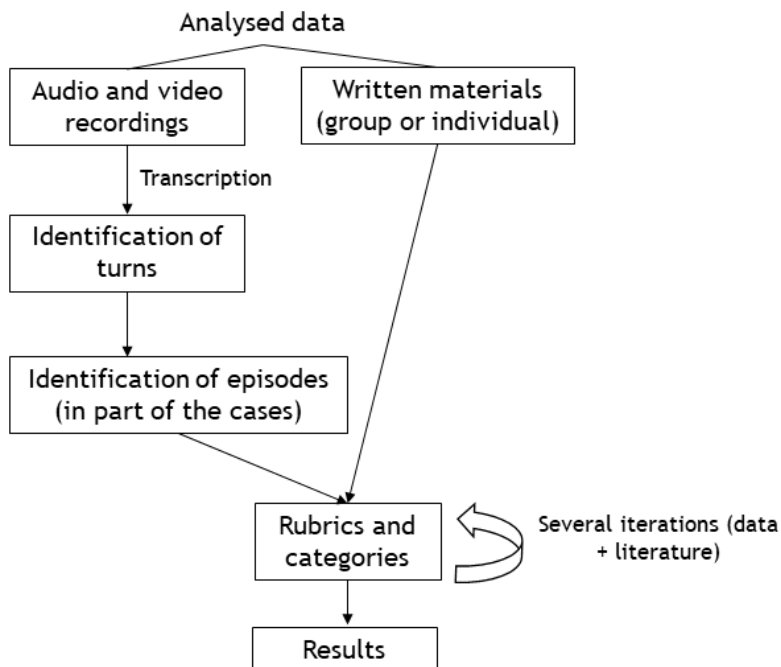 Analysed data
Audio and video
recordings
Written materials
(group or individual)
Transcription
Identification of
turns
Identification of episodes
(in part of the cases)
Rubrics and
categories
Several iterations (data
+ literature)
Results